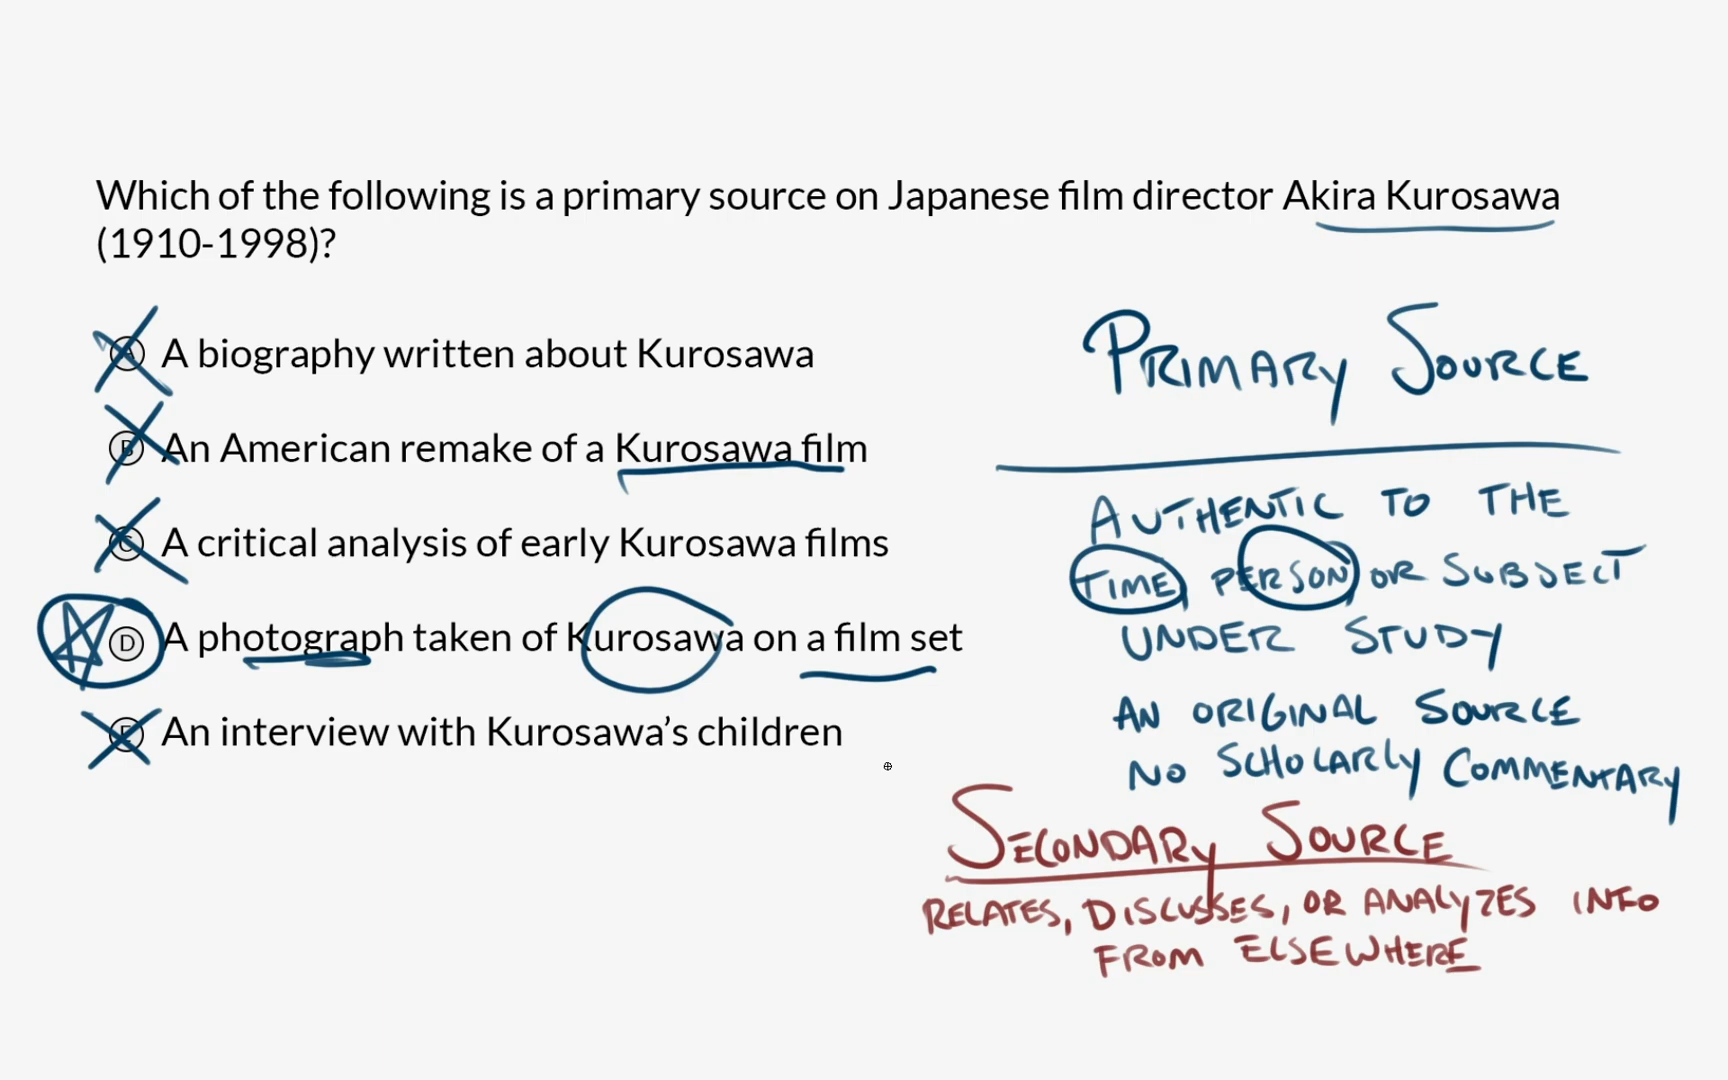 Which of the following is a primary source on Japanese film director Akira Kurosawa
(1910-1998)?
A A biography written about Kurosawa
B An American remake of a Kurosawa film
C A critical analysis of early Kurosawa films
D A photograph taken of Kurosawa on a film set
E An interview with Kurosawa's children
PRIMARY SOURCE
AUTHENTIC TO THE
TIME, PERSON, OR SUBJECT
UNDER STUDY
AN ORIGINAL SOURCE
NO SCHOLARLY COMMENTARY
SECONDARY SOURCE
RELATES, DISCUSSES, OR ANALYZES INFO
FROM ELSEWHERE